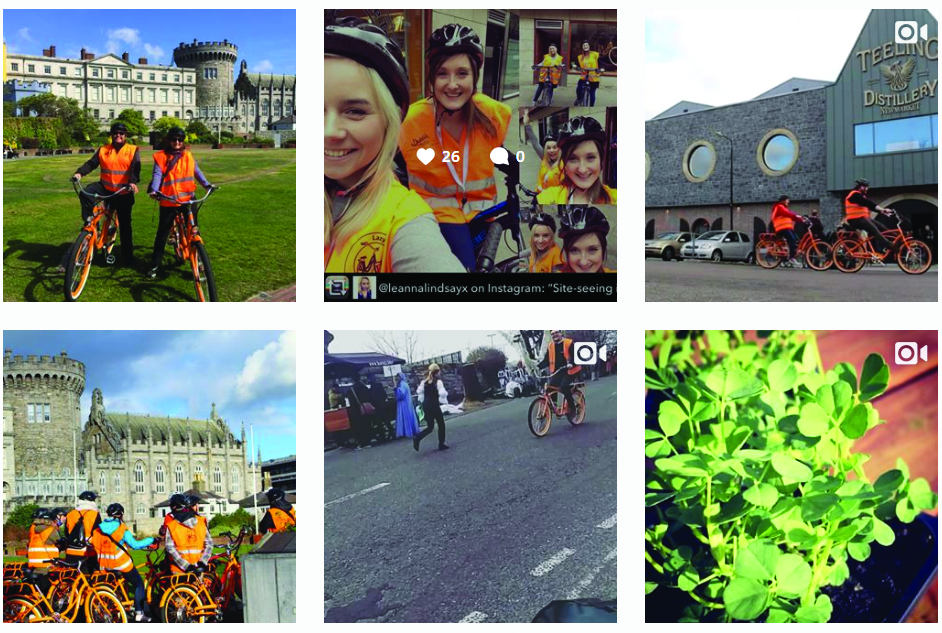 26
0
@leannalindsayx on Instagram: "Site-seeing
TEELING
DISTILLERY
NEWMARKET